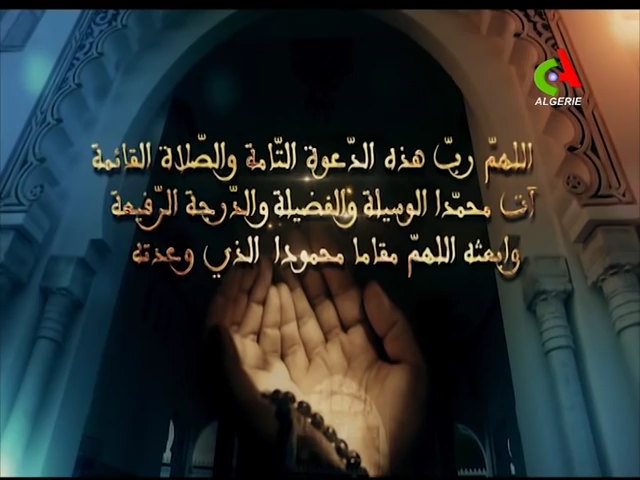 ALGERIE
اللهمّ ربّ هذه الدّعوة التّامة والصّلاة القائمة
آت محمّدا الوسيلة والفضيلة والدّرجة الرّفيعة
وابعثه اللهمّ مقاما محمودا الذي وعدته